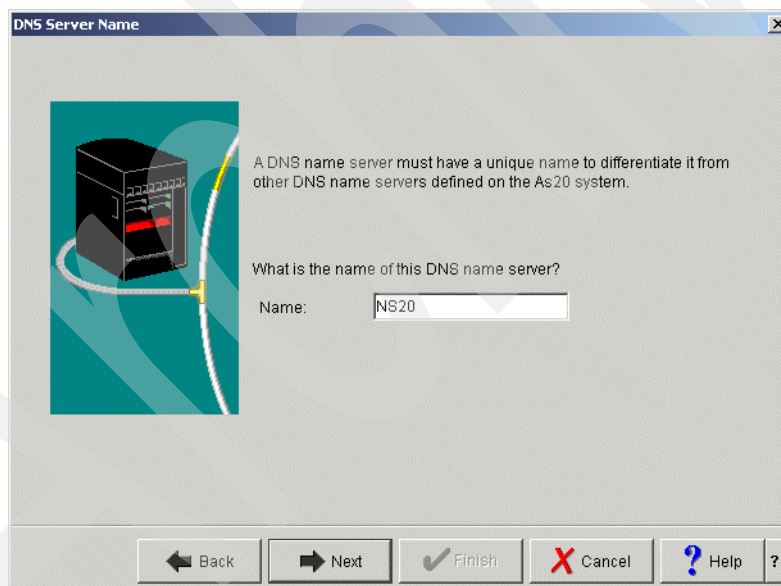 DNS Server Name
A DNS name server must have a unique name to differentiate it from
other DNS name servers defined on the As20 system.
What is the name of this DNS name server?
Name: NS20
Back Next Finish Cancel ? Help ?